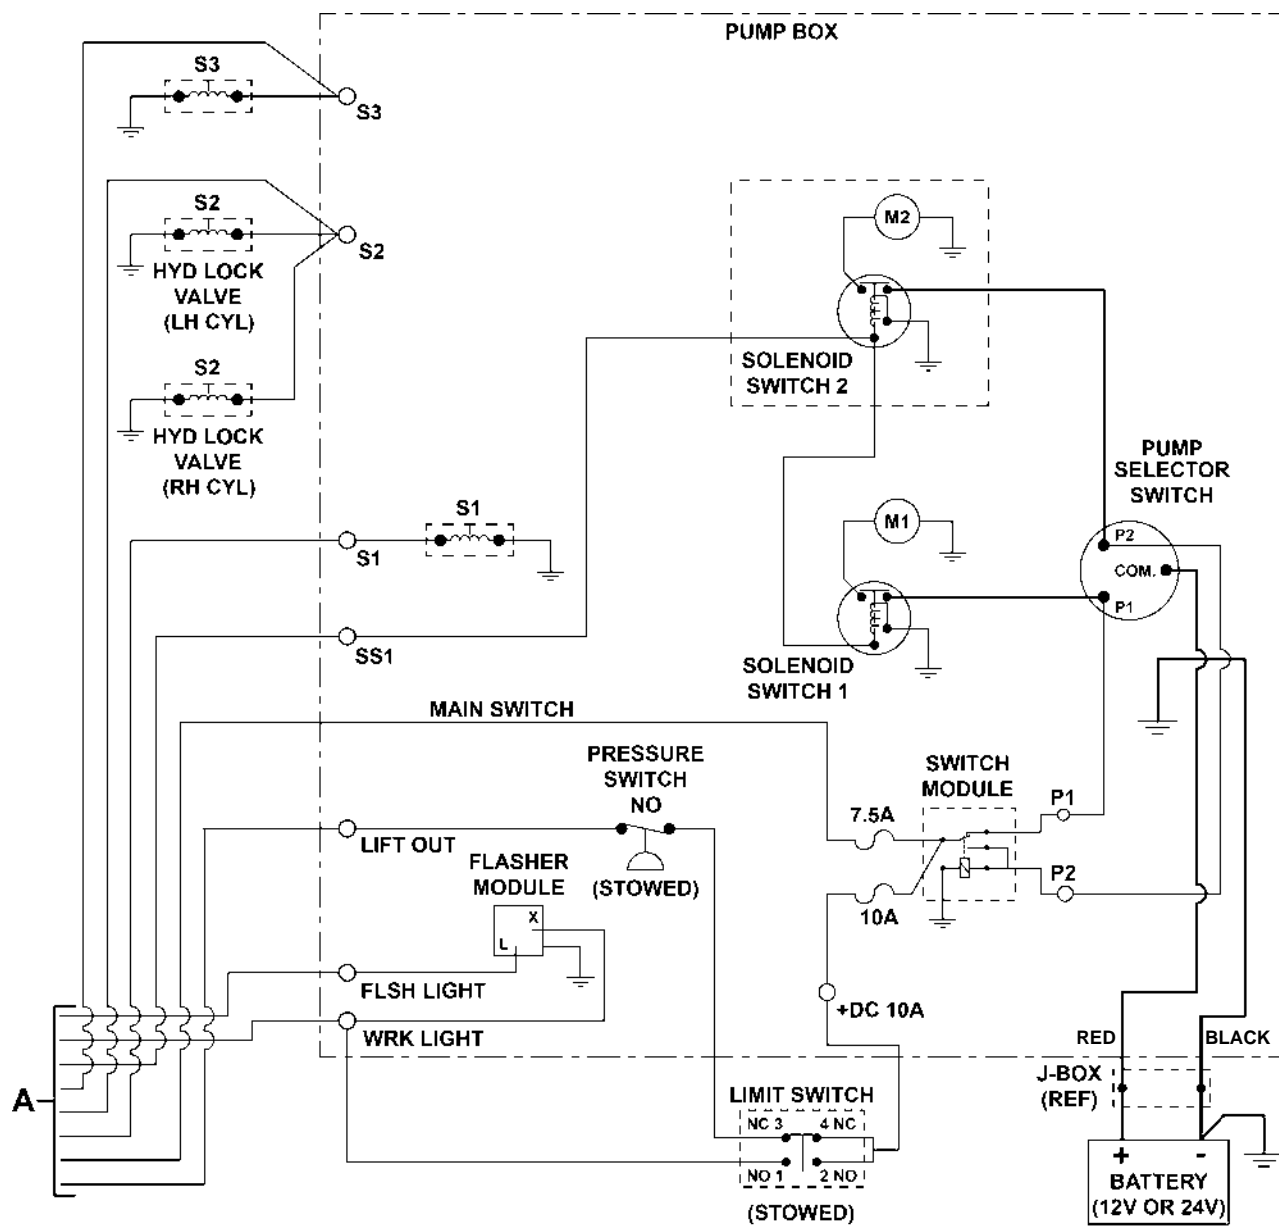 PUMP BOX
S3
S3
S2
S2
HYD LOCK
VALVE
(LH CYL)
S2
HYD LOCK
VALVE
(RH CYL)
M2
SOLENOID
SWITCH 2
PUMP
SELECTOR
SWITCH
P2
COM.
P1
S1
S1
M1
SS1
SOLENOID
SWITCH 1
MAIN SWITCH
PRESSURE
SWITCH
NO
(STOWED)
LIFT OUT
7.5A
10A
SWITCH
MODULE
P1
P2
FLASHER
MODULE
X
L
FLSH LIGHT
WRK LIGHT
+DC 10A
RED
BLACK
J-BOX
(REF)
A
LIMIT SWITCH
NC 3
4 NC
NO 1
2 NO
(STOWED)
+
-
BATTERY
(12V OR 24V)